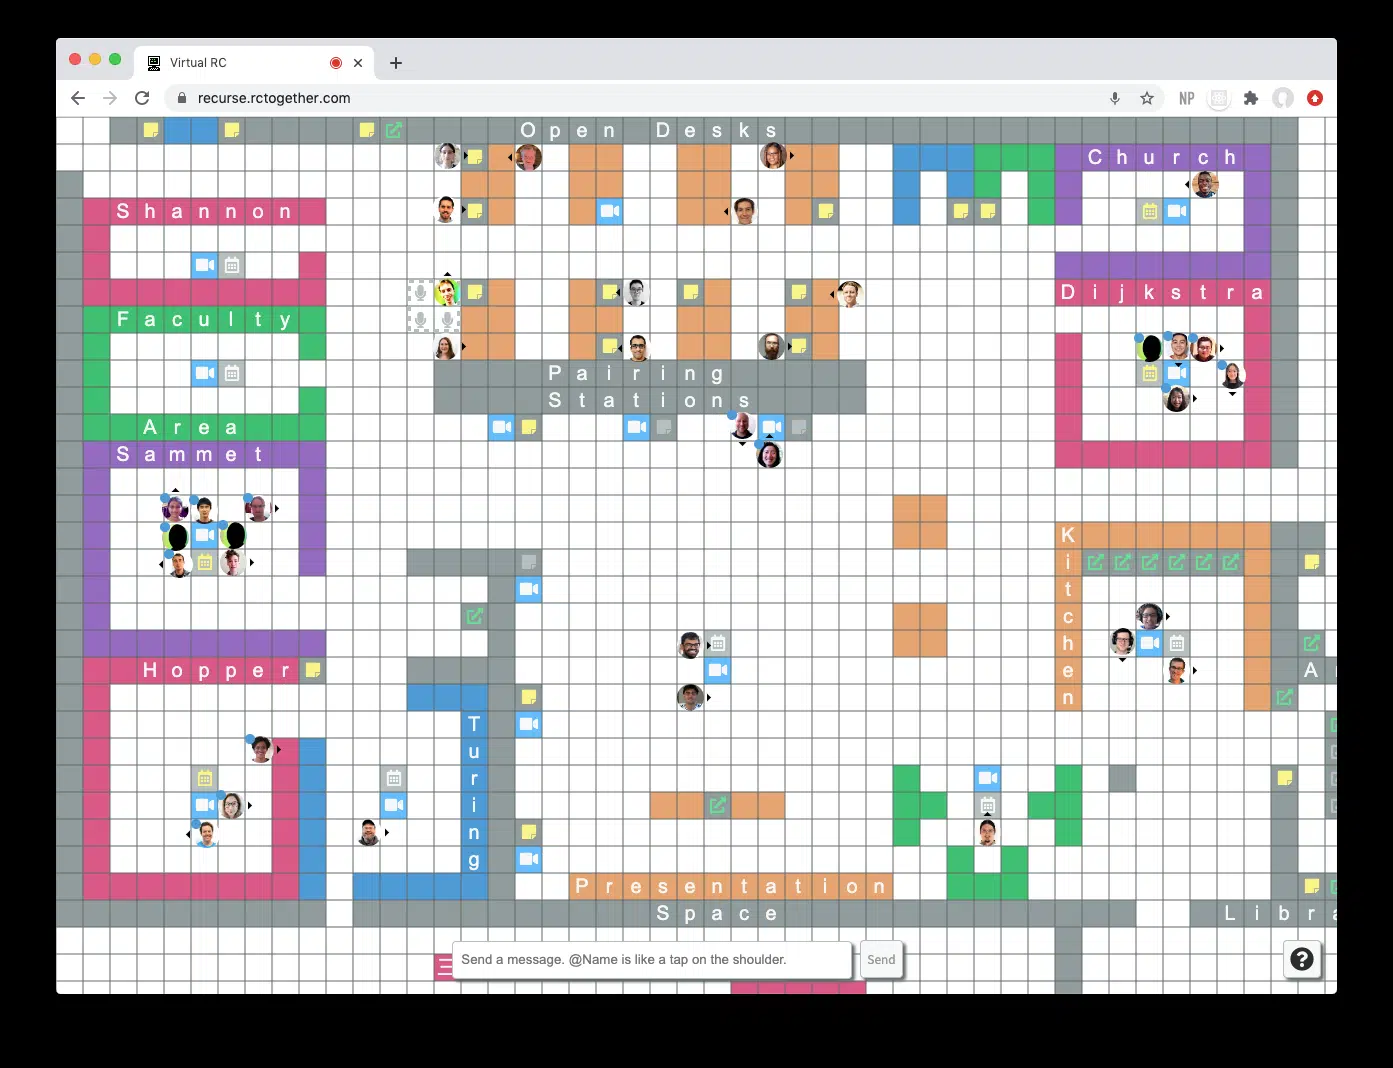 Virtual RC
recurse.rctogether.com
NP
Open Desks
Church
Shannon
Dijkstra
Faculty
Area
Pairing
Stations
Sammet
Kitchen
Hopper
Turing
Presentation
Space
Send a message. @Name is like a tap on the shoulder.
Send
?